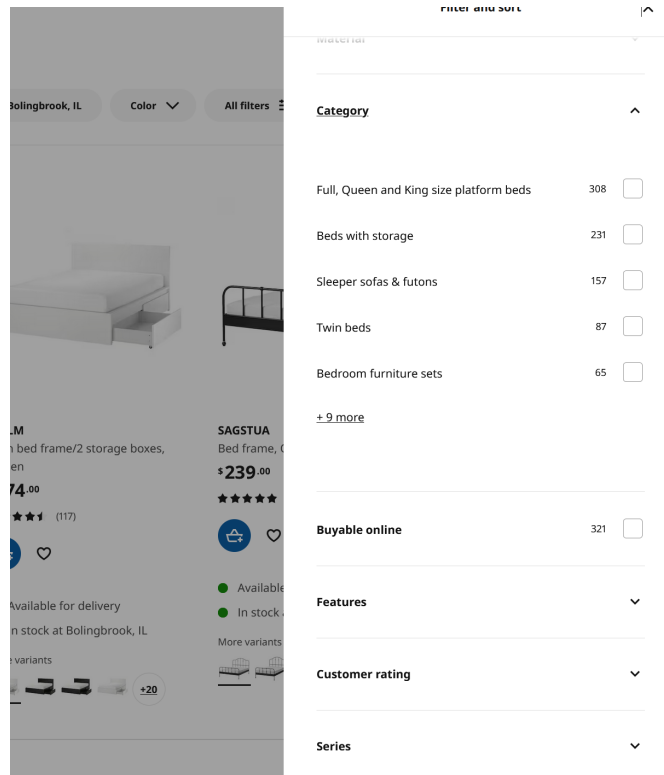 Filter and sort
Material
Bolingbrook, IL
Color
All filters
Category
Full, Queen and King size platform beds 308
Beds with storage 231
Sleeper sofas & futons 157
Twin beds 87
Bedroom furniture sets 65
+ 9 more
Buyable online 321
Features
Customer rating
Series
LM
bed frame/2 storage boxes,
en
74.00
(117)
Available for delivery
n stock at Bolingbrook, IL
e variants
+20
SAGSTUA
Bed frame,
$239.00
Available
In stock
More variants